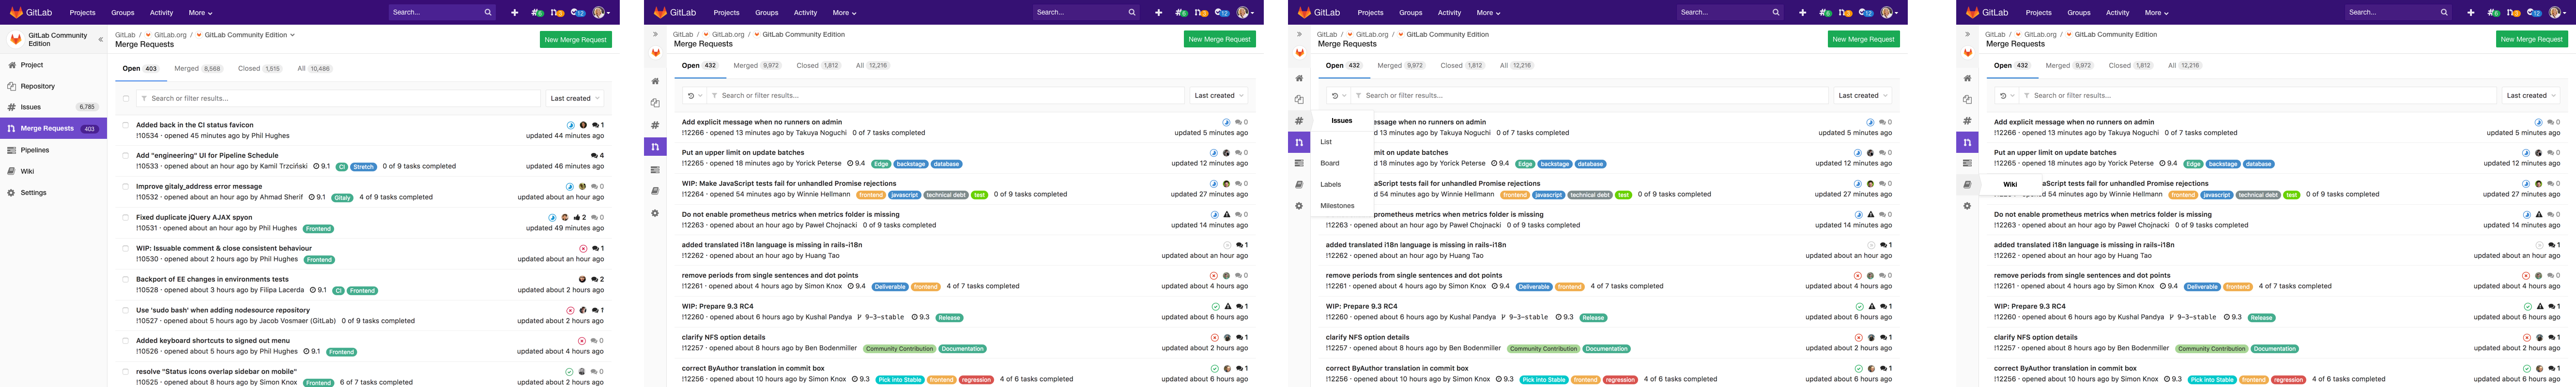 GitLab Projects Groups Activity More Search... 6 12
GitLab Community Edition
Project
Repository
Issues 6,785
Merge Requests 403
Pipelines
Wiki
Settings
GitLab / GitLab.org / GitLab Community Edition
Merge Requests
New Merge Request
Open 403 Merged 8,568 Closed 1,515 All 10,486
Search or filter results... Last created
Added back in the CI status favicon 1
!10534 · opened 45 minutes ago by Phil Hughes updated 44 minutes ago
Add "engineering" UI for Pipeline Schedule 4
!10533 · opened about an hour ago by Kamil Trzciński 9.1 CI Stretch 0 of 9 tasks completed updated 46 minutes ago
Improve gitaly_address error message 0
!10532 · opened about an hour ago by Ahmad Sherif 9.1 Gitaly 4 of 9 tasks completed updated about an hour ago
Fixed duplicate jQuery AJAX spyon 2 0
!10531 · opened about an hour ago by Phil Hughes Frontend updated 49 minutes ago
WIP: Issuable comment & close consistent behaviour 1
!10530 · opened about 2 hours ago by Phil Hughes Frontend updated about an hour ago
Backport of EE changes in environments tests 2
!10528 · opened about 3 hours ago by Filipa Lacerda 9.1 CI Frontend updated about 2 hours ago
Use 'sudo bash' when adding nodesource repository 1
!10527 · opened about 5 hours ago by Jacob Vosmaer (GitLab) 0 of 9 tasks completed updated about 2 hours ago
Added keyboard shortcuts to signed out menu 0
!10526 · opened about 5 hours ago by Phil Hughes 9.1 Frontend updated about 4 hours ago
resolve "Status icons overlap sidebar on mobile" 0
!10525 · opened about 8 hours ago by Simon Knox Frontend 6 of 7 tasks completed updated about 2 hours ago
GitLab Projects Groups Activity More Search... 6 12
GitLab / GitLab.org / GitLab Community Edition
Merge Requests
New Merge Request
Open 432 Merged 9,972 Closed 1,812 All 12,216
Search or filter results... Last created
Add explicit message when no runners on admin 0
!12266 · opened 13 minutes ago by Takuya Noguchi 0 of 7 tasks completed updated 5 minutes ago
Put an upper limit on update batches 0
!12265 · opened 18 minutes ago by Yorick Peterse 9.4 Edge backstage database updated 12 minutes ago
WIP: Make JavaScript tests fail for unhandled Promise rejections 0
!12264 · opened 54 minutes ago by Winnie Hellmann frontend javascript technical debt test 0 of 9 tasks completed updated 27 minutes ago
Do not enable prometheus metrics when metrics folder is missing 0
!12263 · opened about an hour ago by Paweł Chojnacki 0 of 9 tasks completed updated 14 minutes ago
added translated i18n language is missing in rails-i18n 1
!12262 · opened about an hour ago by Huang Tao updated about an hour ago
remove periods from single sentences and dot points 0
!12261 · opened about 4 hours ago by Simon Knox 9.4 Deliverable frontend 4 of 7 tasks completed updated about 4 hours ago
WIP: Prepare 9.3 RC4 1
!12260 · opened about 6 hours ago by Kushal Pandya 9-3-stable 9.3 Release updated about 6 hours ago
clarify NFS option details 1
!12257 · opened about 8 hours ago by Ben Bodenmiller Community Contribution Documentation updated about 2 hours ago
correct ByAuthor translation in commit box 1
!12256 · opened about 10 hours ago by Simon Knox 9.3 Pick into Stable frontend regression 4 of 6 tasks completed updated about 6 hours ago
GitLab Projects Groups Activity More Search... 6 12
GitLab / GitLab.org / GitLab Community Edition
Merge Requests
New Merge Request
Open 432 Merged 9,972 Closed 1,812 All 12,216
Search or filter results... Last created
Issues
List
Board
Labels
Milestones
essage when no runners on admin 0
d 13 minutes ago by Takuya Noguchi 0 of 7 tasks completed updated 5 minutes ago
mit on update batches 0
d 18 minutes ago by Yorick Peterse 9.4 Edge backstage database updated 12 minutes ago
aScript tests fail for unhandled Promise rejections 0
d 54 minutes ago by Winnie Hellmann frontend javascript technical debt test 0 of 9 tasks completed updated 27 minutes ago
prometheus metrics when metrics folder is missing 0
!12263 · opened about an hour ago by Paweł Chojnacki 0 of 9 tasks completed updated 14 minutes ago
added translated i18n language is missing in rails-i18n 1
!12262 · opened about an hour ago by Huang Tao updated about an hour ago
remove periods from single sentences and dot points 0
!12261 · opened about 4 hours ago by Simon Knox 9.4 Deliverable frontend 4 of 7 tasks completed updated about 4 hours ago
WIP: Prepare 9.3 RC4 1
!12260 · opened about 6 hours ago by Kushal Pandya 9-3-stable 9.3 Release updated about 6 hours ago
clarify NFS option details 1
!12257 · opened about 8 hours ago by Ben Bodenmiller Community Contribution Documentation updated about 2 hours ago
correct ByAuthor translation in commit box 1
!12256 · opened about 10 hours ago by Simon Knox 9.3 Pick into Stable frontend regression 4 of 6 tasks completed updated about 6 hours ago
GitLab Projects Groups Activity More Search... 6 12
GitLab / GitLab.org / GitLab Community Edition
Merge Requests
New Merge Request
Open 432 Merged 9,972 Closed 1,812 All 12,216
Search or filter results... Last created
Add explicit message when no runners on admin 0
!12266 · opened 13 minutes ago by Takuya Noguchi 0 of 7 tasks completed updated 5 minutes ago
Put an upper limit on update batches 0
!12265 · opened 18 minutes ago by Yorick Peterse 9.4 Edge backstage database updated 12 minutes ago
Wiki
aScript tests fail for unhandled Promise rejections 0
54 minutes ago by Winnie Hellmann frontend javascript technical debt test 0 of 9 tasks completed updated 27 minutes ago
Do not enable prometheus metrics when metrics folder is missing 0
!12263 · opened about an hour ago by Paweł Chojnacki 0 of 9 tasks completed updated 14 minutes ago
added translated i18n language is missing in rails-i18n 1
!12262 · opened about an hour ago by Huang Tao updated about an hour ago
remove periods from single sentences and dot points 0
!12261 · opened about 4 hours ago by Simon Knox 9.4 Deliverable frontend 4 of 7 tasks completed updated about 4 hours ago
WIP: Prepare 9.3 RC4 1
!12260 · opened about 6 hours ago by Kushal Pandya 9-3-stable 9.3 Release updated about 6 hours ago
clarify NFS option details 1
!12257 · opened about 8 hours ago by Ben Bodenmiller Community Contribution Documentation updated about 2 hours ago
correct ByAuthor translation in commit box 1
!12256 · opened about 10 hours ago by Simon Knox 9.3 Pick into Stable frontend regression 4 of 6 tasks completed updated about 6 hours ago